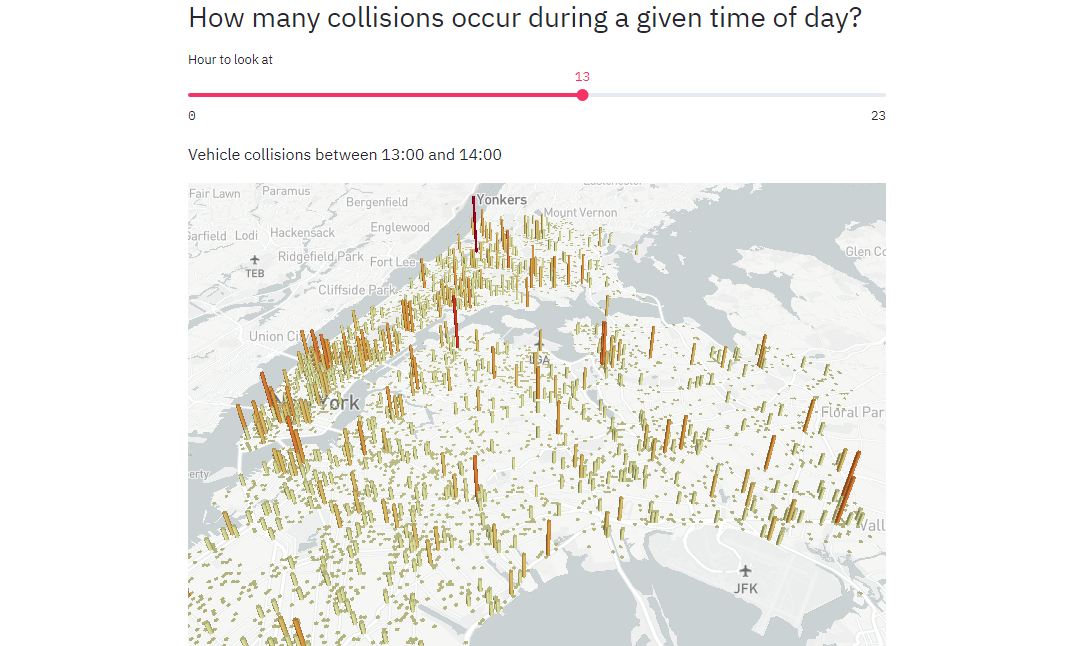 How many collisions occur during a given time of day?
Hour to look at
13
0 23
Vehicle collisions between 13:00 and 14:00
Fair Lawn
Paramus
Bergenfield
Yonkers
Mount Vernon
Englewood
Lodi
Hackensack
Glen Co
Ridgefield Park
Fort Lee
TEB
Cliffside Park
Union Ci
LGA
York
Floral Par
erty
Vall
JFK